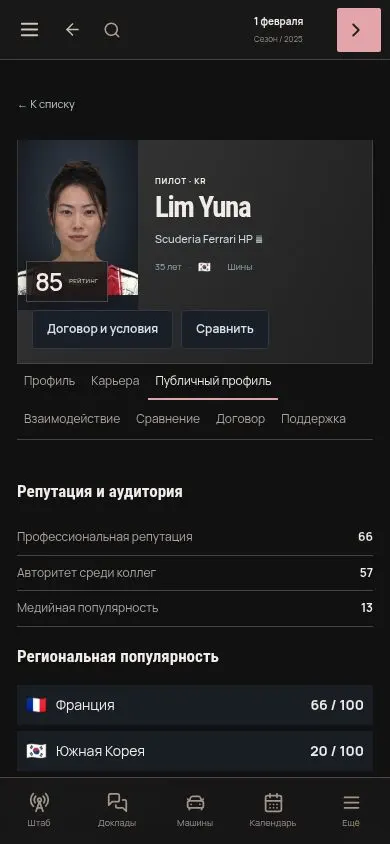 1 февраля
Сезон / 2025
← К списку
ПИЛОТ · KR
Lim Yuna
Scuderia Ferrari HP
35 лет · Шины
85 РЕЙТИНГ
Договор и условия Сравнить
Профиль Карьера Публичный профиль
Взаимодействие Сравнение Договор Поддержка
Репутация и аудитория
Профессиональная репутация 66
Авторитет среди коллег 57
Медийная популярность 13
Региональная популярность
Франция 66 / 100
Южная Корея 20 / 100
Штаб Доклады Машины Календарь Ещё